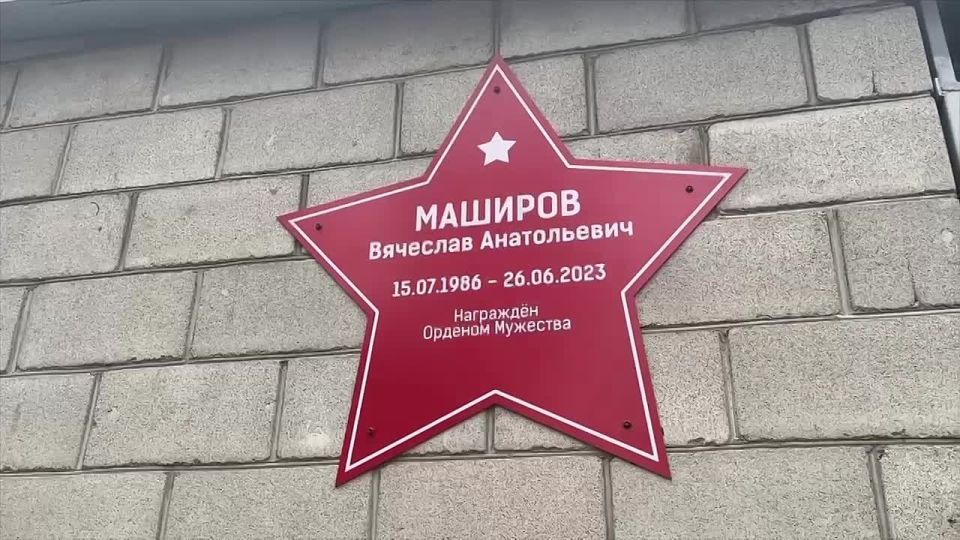 МАШИРОВ
Вячеслав Анатольевич
15.07.1986 - 26.06.2023
Награждён
Орденом Мужества